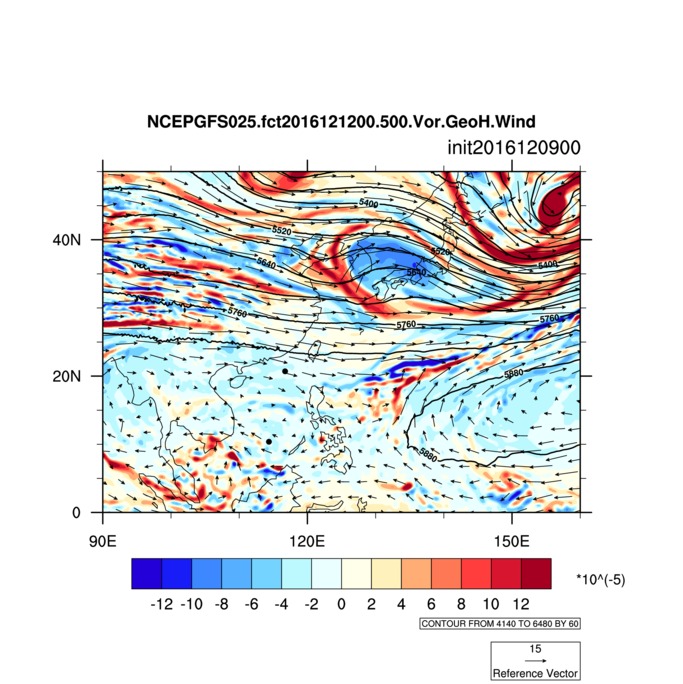 NCEPGFS025.fct2016121200.500.Vor.GeoH.Wind
init2016120900
5400
5520
5520
40N
5640
5640
5400
5760
5760
5760
20N
5880
5880
0
90E 120E 150E
-12 -10 -8 -6 -4 -2 0 2 4 6 8 10 12
*10^(-5)
CONTOUR FROM 4140 TO 6480 BY 60
15
Reference Vector